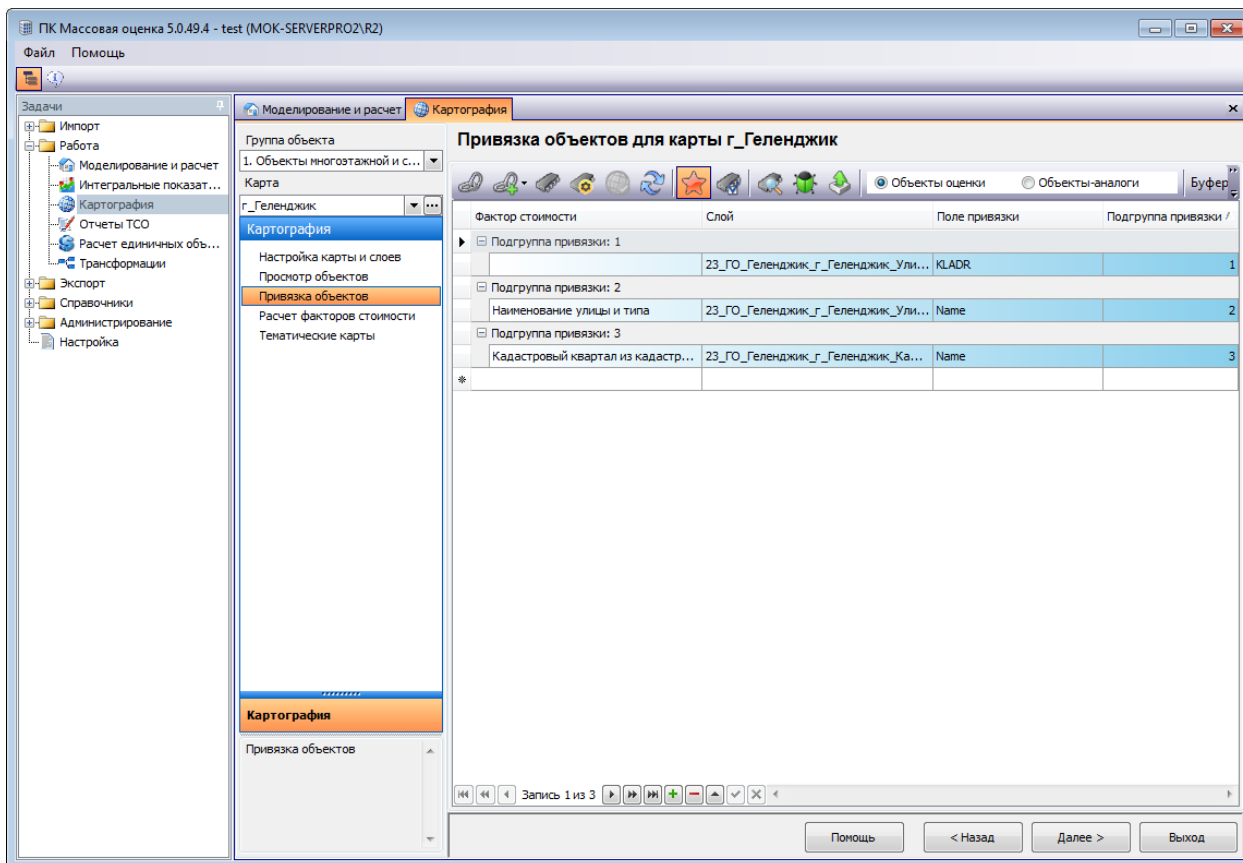 ПК Массовая оценка 5.0.49.4 - test (MOK-SERVERPRO2\R2)
Файл Помощь
Задачи
Импорт
Работа
Моделирование и расчет
Интегральные показат...
Картография
Отчеты ТСО
Расчет единичных объ...
Трансформации
Экспорт
Справочники
Администрирование
Настройка
Моделирование и расчет Картография
Группа объекта
1. Объекты многоэтажной и с...
Карта
г_Геленджик
Картография
Настройка карты и слоев
Просмотр объектов
Привязка объектов
Расчет факторов стоимости
Тематические карты
Картография
Привязка объектов
Привязка объектов для карты г_Геленджик
Объекты оценки Объекты-аналоги Буфер
Фактор стоимости Слой Поле привязки Подгруппа привязки
Подгруппа привязки: 1
23_ГО_Геленджик_г_Геленджик_Ули... KLADR 1
Подгруппа привязки: 2
Наименование улицы и типа 23_ГО_Геленджик_г_Геленджик_Ули... Name 2
Подгруппа привязки: 3
Кадастровый квартал из кадастр... 23_ГО_Геленджик_г_Геленджик_Ка... Name 3
Запись 1 из 3
Помощь < Назад Далее > Выход